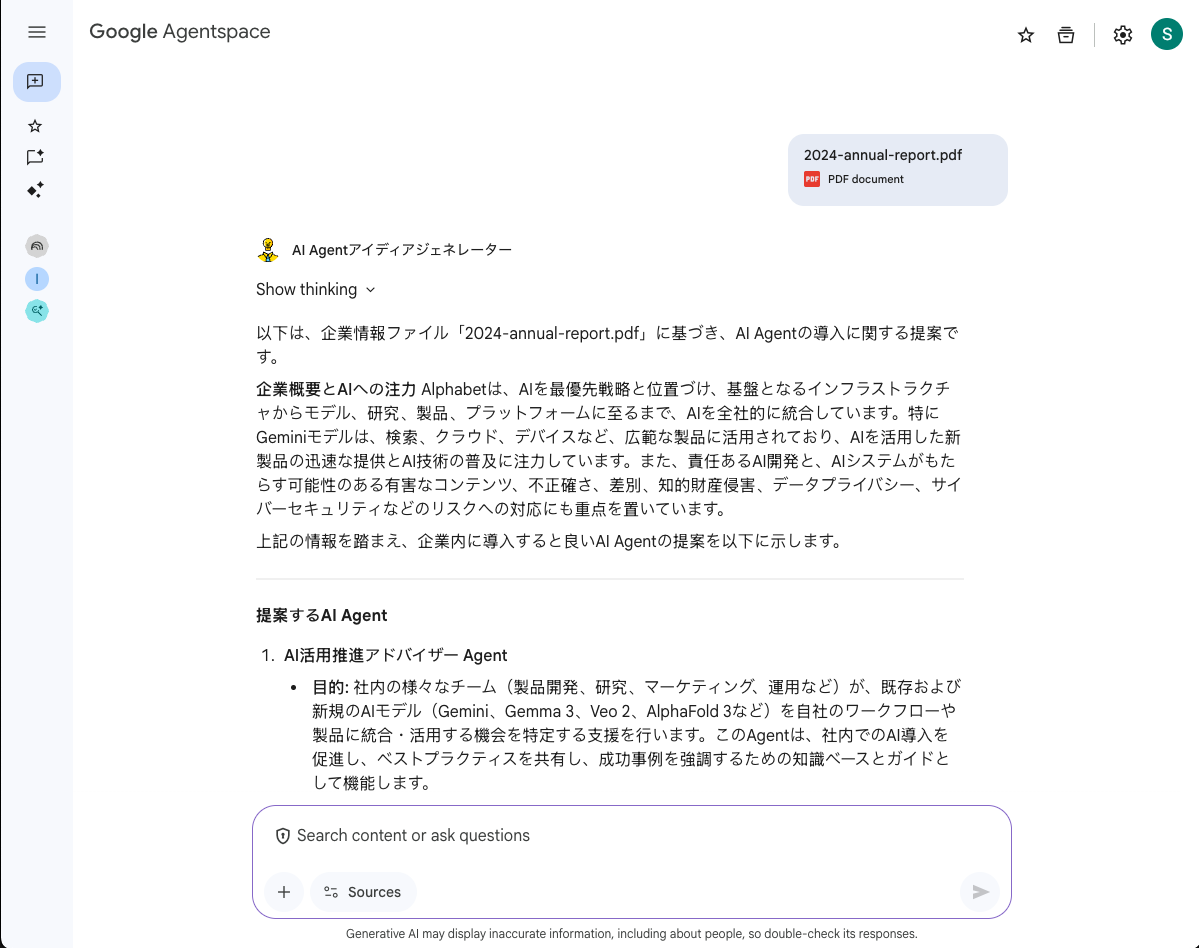 Google Agentspace
S
2024-annual-report.pdf
PDF PDF document
AI Agentアイディアジェネレーター
Show thinking
以下は、企業情報ファイル「2024-annual-report.pdf」に基づき、AI Agentの導入に関する提案で
す。
企業概要とAIへの注力 Alphabetは、AIを最優先戦略と位置づけ、基盤となるインフラストラクチ
ャからモデル、研究、製品、プラットフォームに至るまで、AIを全社的に統合しています。特に
Geminiモデルは、検索、クラウド、デバイスなど、広範な製品に活用されており、AIを活用した新
製品の迅速な提供とAI技術の普及に注力しています。また、責任あるAI開発と、AIシステムがもた
らす可能性のある有害なコンテンツ、不正確さ、差別、知的財産侵害、データプライバシー、サイ
バーセキュリティなどのリスクへの対応にも重点を置いています。
上記の情報を踏まえ、企業内に導入すると良いAI Agentの提案を以下に示します。
提案するAI Agent
1. AI活用推進アドバイザー Agent
• 目的: 社内の様々なチーム（製品開発、研究、マーケティング、運用など）が、既存および
新規のAIモデル（Gemini、Gemma 3、Veo 2、AlphaFold 3など）を自社のワークフローや
製品に統合・活用する機会を特定する支援を行います。このAgentは、社内でのAI導入を
促進し、ベストプラクティスを共有し、成功事例を強調するための知識ベースとガイドと
して機能します。
Search content or ask questions
Sources
Generative AI may display inaccurate information, including about people, so double-check its responses.
I